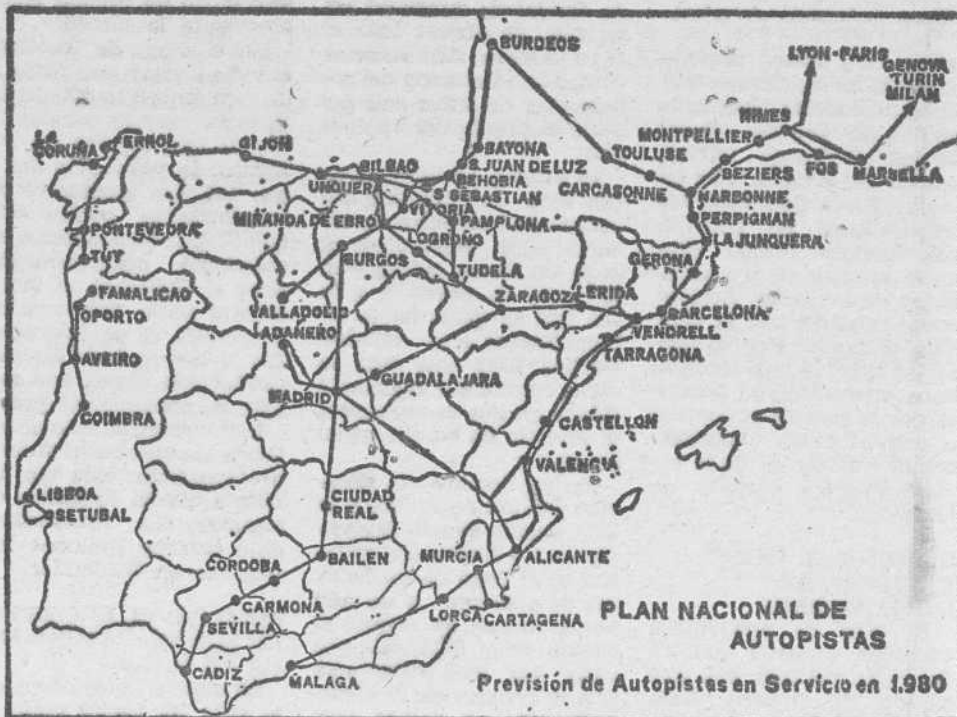 BURDEOS
LYON-PARIS
GENOVA
TURIN
MILAM
NIMES
MONTPELLIER
LA
CORUÑA
FERROL
GIJON
BILBAO
UNQUERA
BAYONA
S. JUAN DE LUZ
BEHOBIA
S. SEBASTIAN
TOULUSE
CARCASONNE
BEZIERS
FOS
MARSELLA
NARBONNE
PERPIGNAM
LA JUNQUERA
PONTEVEDRA
TUY
MIRANDA DE EBRO
VITORIA
PAMPLONA
LOGROÑO
BURGOS
TUDELA
GERONA
FAMALICAO
OPORTO
VALLADOLID
ADANERO
ZARAGOZA
LERIDA
BARCELONA
VENDRELL
TARRAGONA
AVEIRO
MADRID
GUADALAJARA
COIMBRA
CASTELLON
VALENCIA
LISBOA
SETUBAL
CIUDAD
REAL
BAILEN
CORDOBA
MURCIA
ALICANTE
CARMONA
SEVILLA
LORCA
CARTAGENA
CADIZ
MALAGA
PLAN NACIONAL DE
AUTOPISTAS
Previsión de Autopistas en Servicio en 1.980